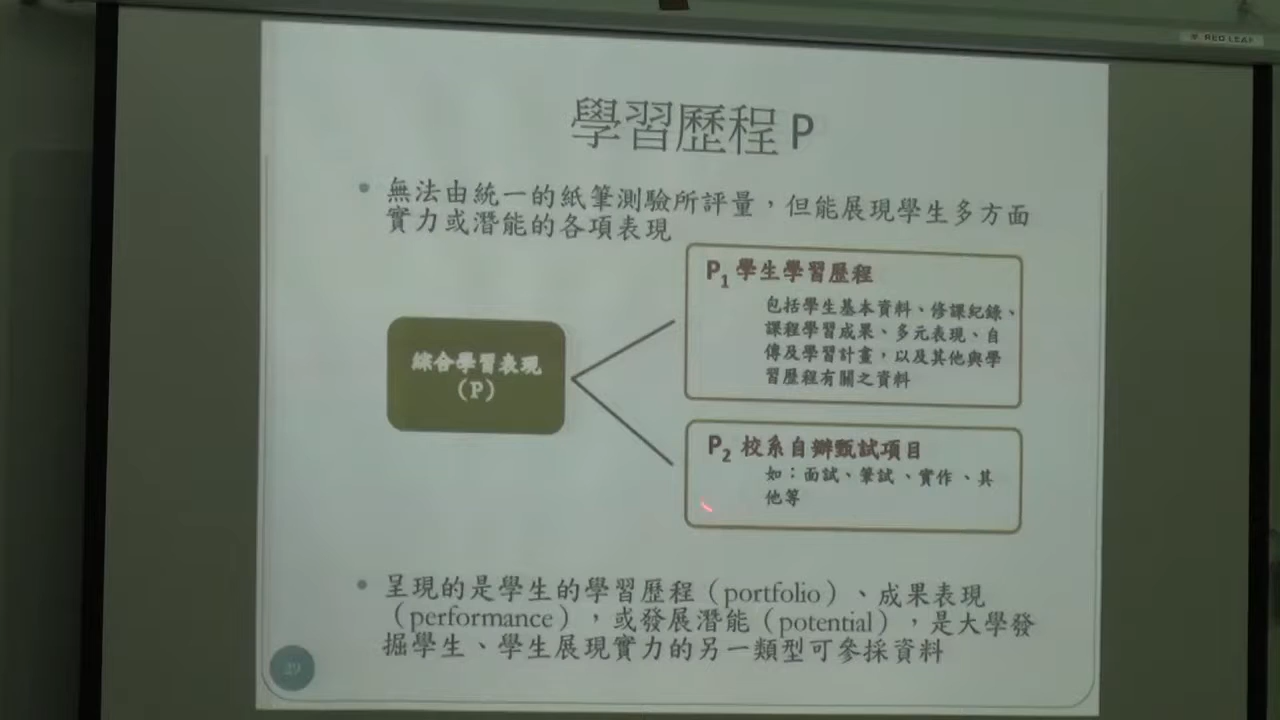 RED LEAF
學習歷程 P
無法由統一的紙筆測驗所評量，但能展現學生多方面
實力或潛能的各項表現
P1 學生學習歷程
包括學生基本資料、修課紀錄、
課程學習成果、多元表現、自
傳及學習計畫，以及其他與學
習歷程有關之資料
綜合學習表現
（P）
P2 校系自辦甄試項目
如：面試、筆試、實作、其
他等
呈現的是學生的學習歷程（portfolio）、成果表現
（performance），或發展潛能（potential），是大學發
掘學生、學生展現實力的另一類型可參採資料